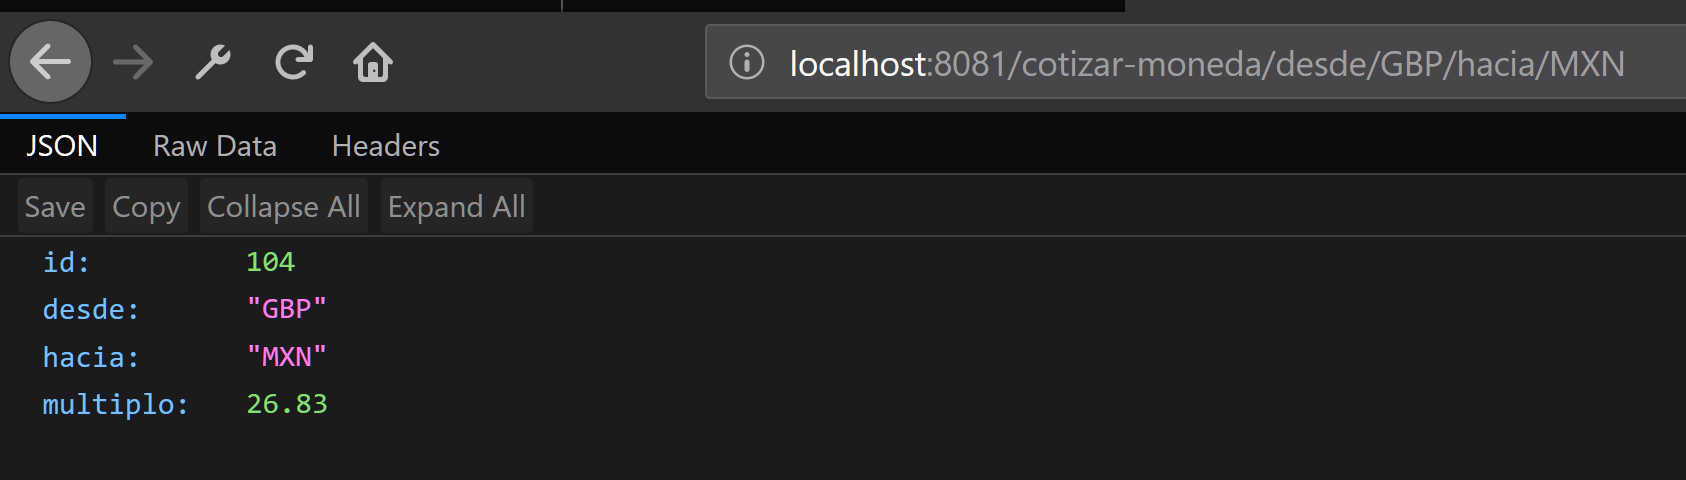 localhost:8081/cotizar-moneda/desde/GBP/hacia/MXN
JSON Raw Data Headers
Save Copy Collapse All Expand All
id: 104
desde: "GBP"
hacia: "MXN"
multiplo: 26.83